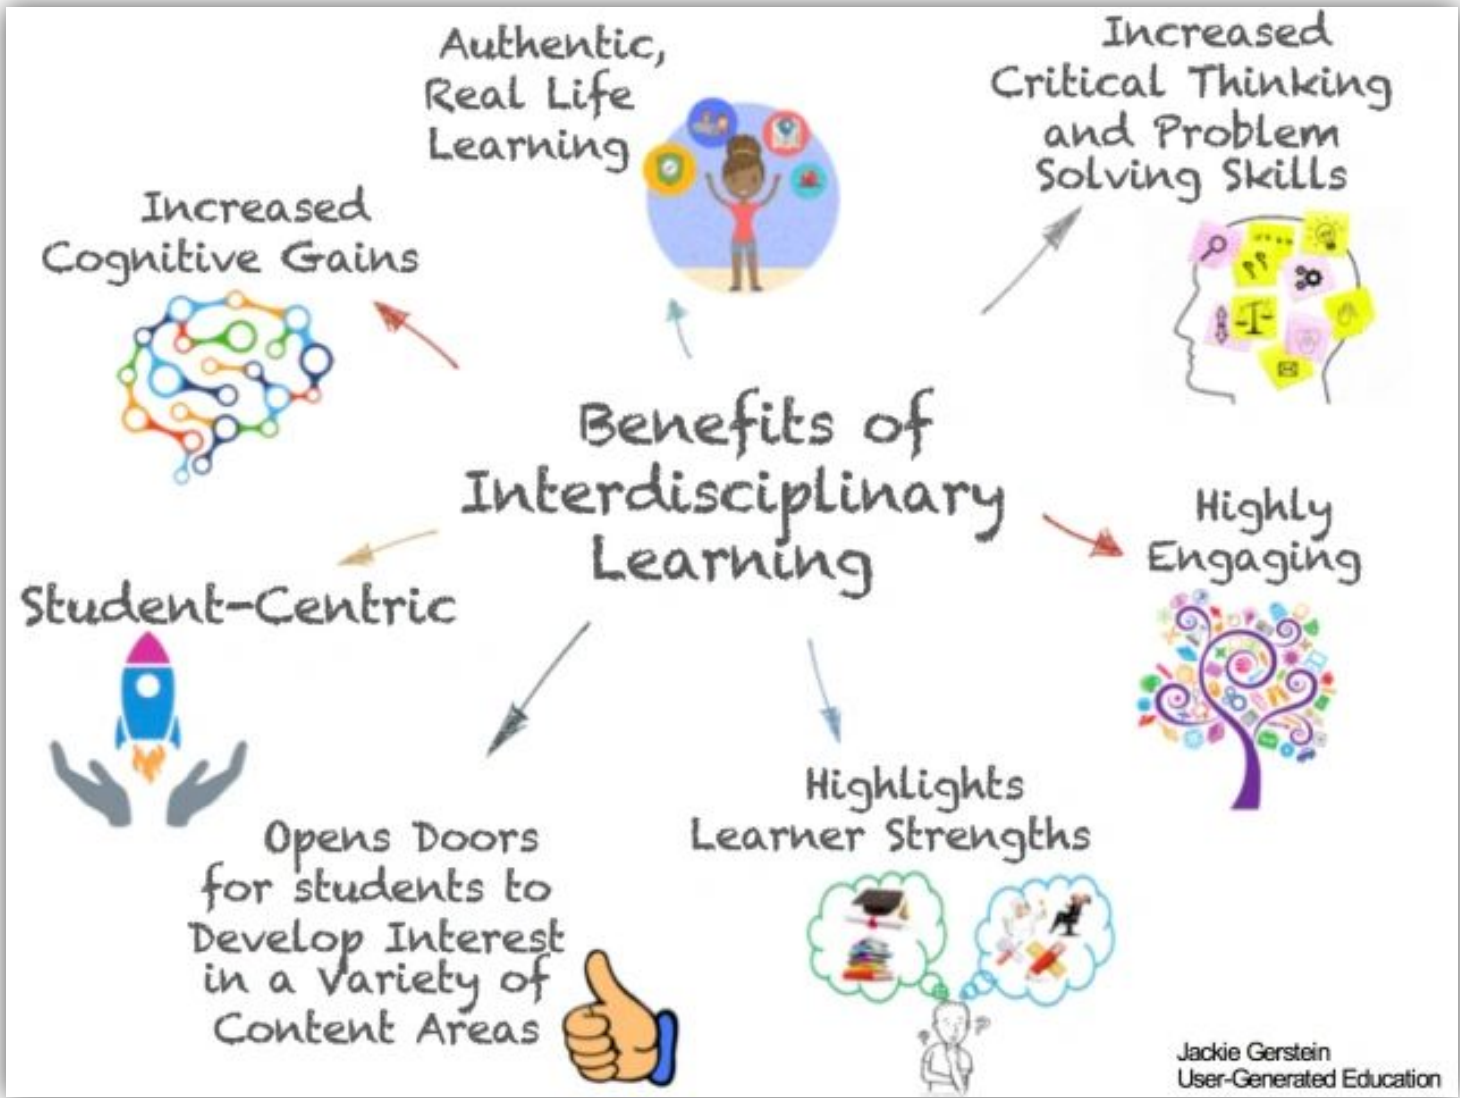 Authentic,
Real Life
Learning
Increased
Critical Thinking
and Problem
Solving Skills
Increased
Cognitive Gains
Benefits of
Interdisciplinary
Learning
Highly
Engaging
Student-Centric
Highlights
Learner Strengths
Opens Doors
for students to
Develop Interest
in a Variety of
Content Areas
Jackie Gerstein
User-Generated Education